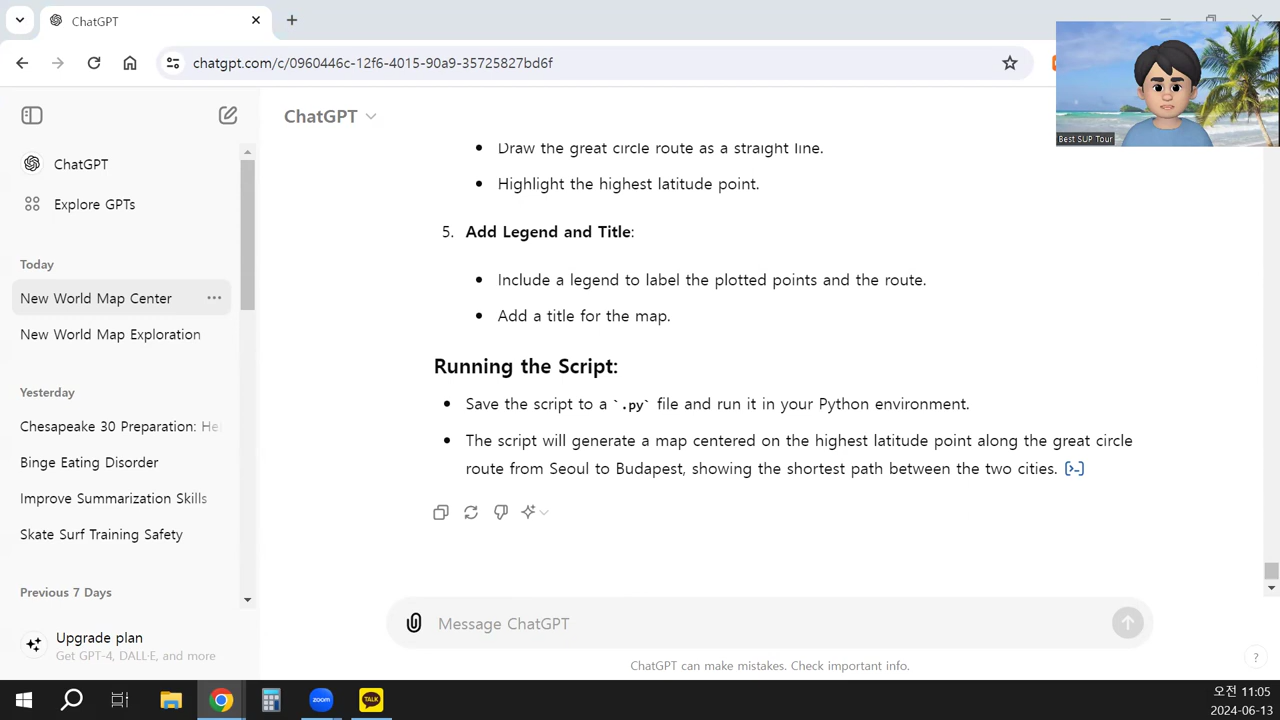 ChatGPT
chatgpt.com/c/0960446c-12f6-4015-90a9-35725827bd6f
Best SUP Tour
ChatGPT
Explore GPTs
Today
New World Map Center
New World Map Exploration
Yesterday
Chesapeake 30 Preparation: He
Binge Eating Disorder
Improve Summarization Skills
Skate Surf Training Safety
Previous 7 Days
Upgrade plan
Get GPT-4, DALL·E, and more
ChatGPT
• Draw the great circle route as a straight line.
• Highlight the highest latitude point.
5. Add Legend and Title:
• Include a legend to label the plotted points and the route.
• Add a title for the map.
Running the Script:
• Save the script to a `.py` file and run it in your Python environment.
• The script will generate a map centered on the highest latitude point along the great circle
route from Seoul to Budapest, showing the shortest path between the two cities. [>-]
Message ChatGPT
ChatGPT can make mistakes. Check important info.
?
zoom
TALK
오전 11:05
2024-06-13